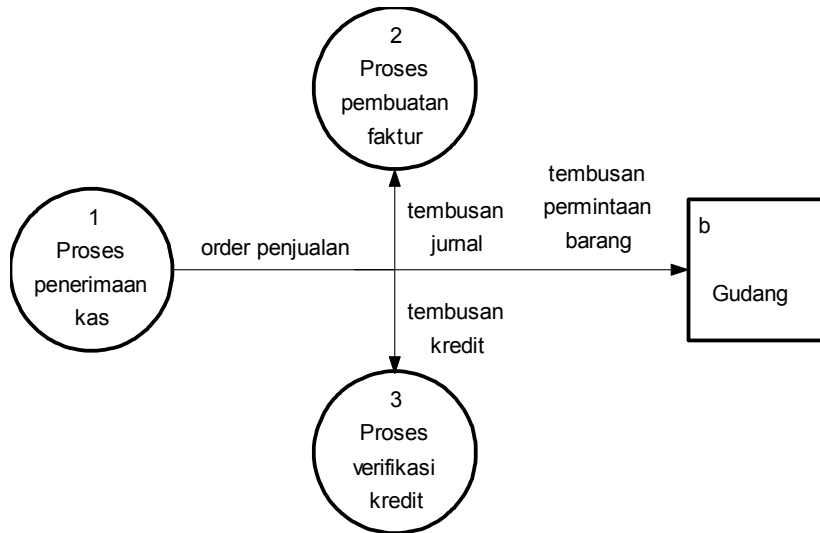 2
Proses
pembuatan
faktur
1
Proses
penerimaan
kas
order penjualan
tembusan
jurnal
tembusan
permintaan
barang
b
Gudang
tembusan
kredit
3
Proses
verifikasi
kredit